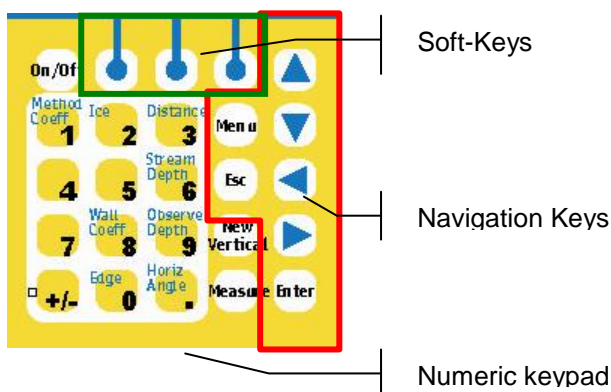 Soft-Keys
On/Of
Method
Coeff
1
Ice
2
Distance
3
Menu
4
5
Stream
Depth
6
Esc
Navigation Keys
7
Wall
Coeff
8
Observe
Depth
9
New
Vertical
+/-
Edge
0
Horiz
Angle
.
Measure
Enter
Numeric keypad